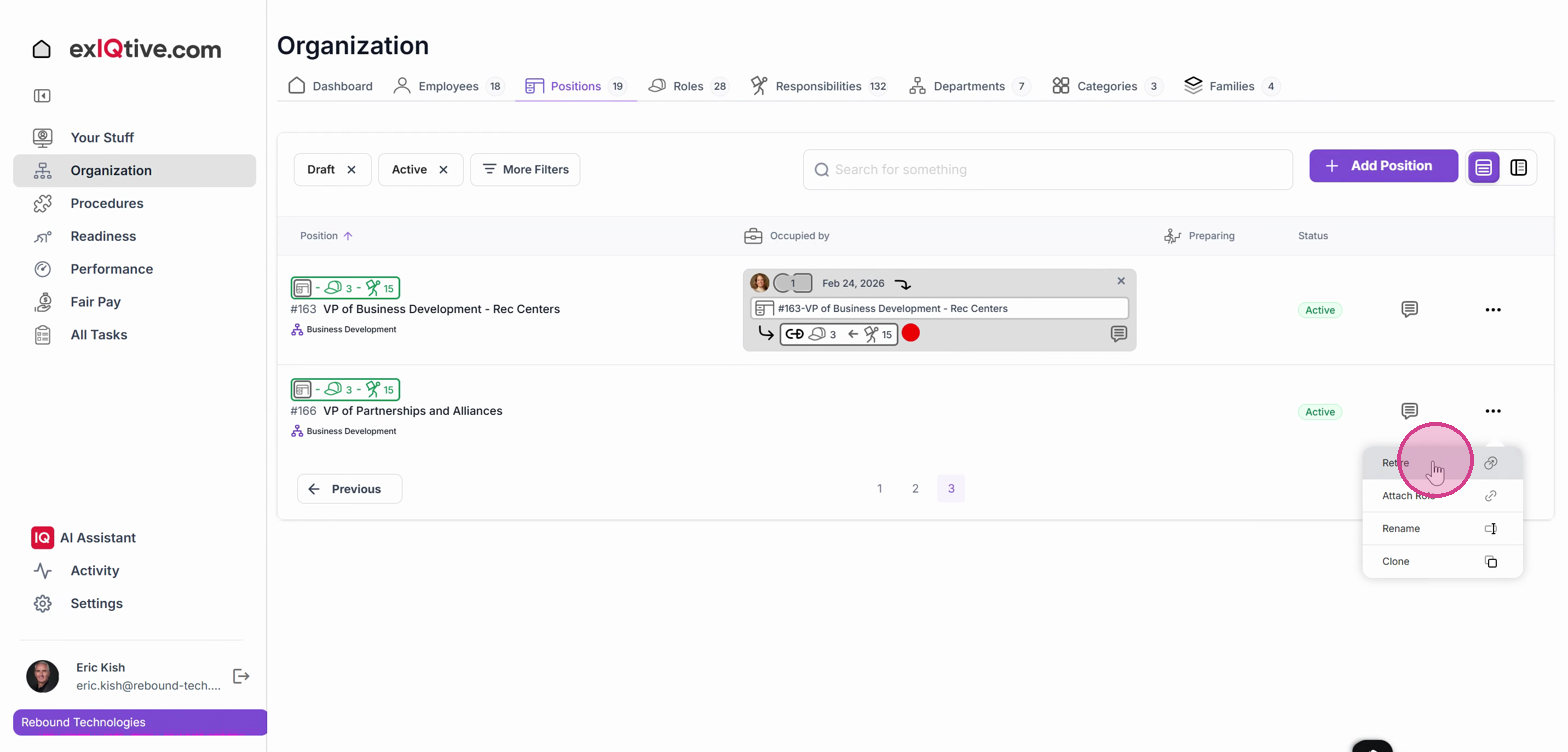 exIQtive.com
Your Stuff
Organization
Procedures
Readiness
Performance
Fair Pay
All Tasks
IQ AI Assistant
Activity
Settings
Eric Kish
eric.kish@rebound-tech....
Rebound Technologies
Organization
Dashboard Employees 18 Positions 19 Roles 28 Responsibilities 132 Departments 7 Categories 3 Families 4
Draft Active More Filters Search for something + Add Position
Position Occupied by Preparing Status
- 3 - 15
#163 VP of Business Development - Rec Centers
Business Development
1 Feb 24, 2026
#163-VP of Business Development - Rec Centers
3 15
Active
- 3 - 15
#166 VP of Partnerships and Alliances
Business Development
Active
Retire
Attach Role
Rename
Clone
Previous 1 2 3